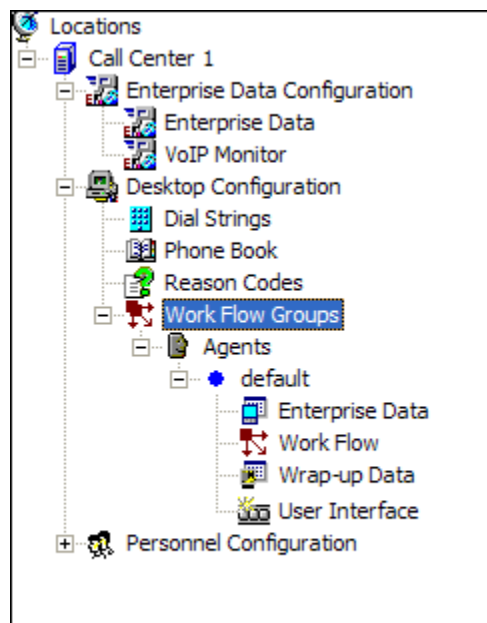 Locations
Call Center 1
Enterprise Data Configuration
Enterprise Data
VoIP Monitor
Desktop Configuration
Dial Strings
Phone Book
Reason Codes
Work Flow Groups
Agents
default
Enterprise Data
Work Flow
Wrap-up Data
User Interface
Personnel Configuration